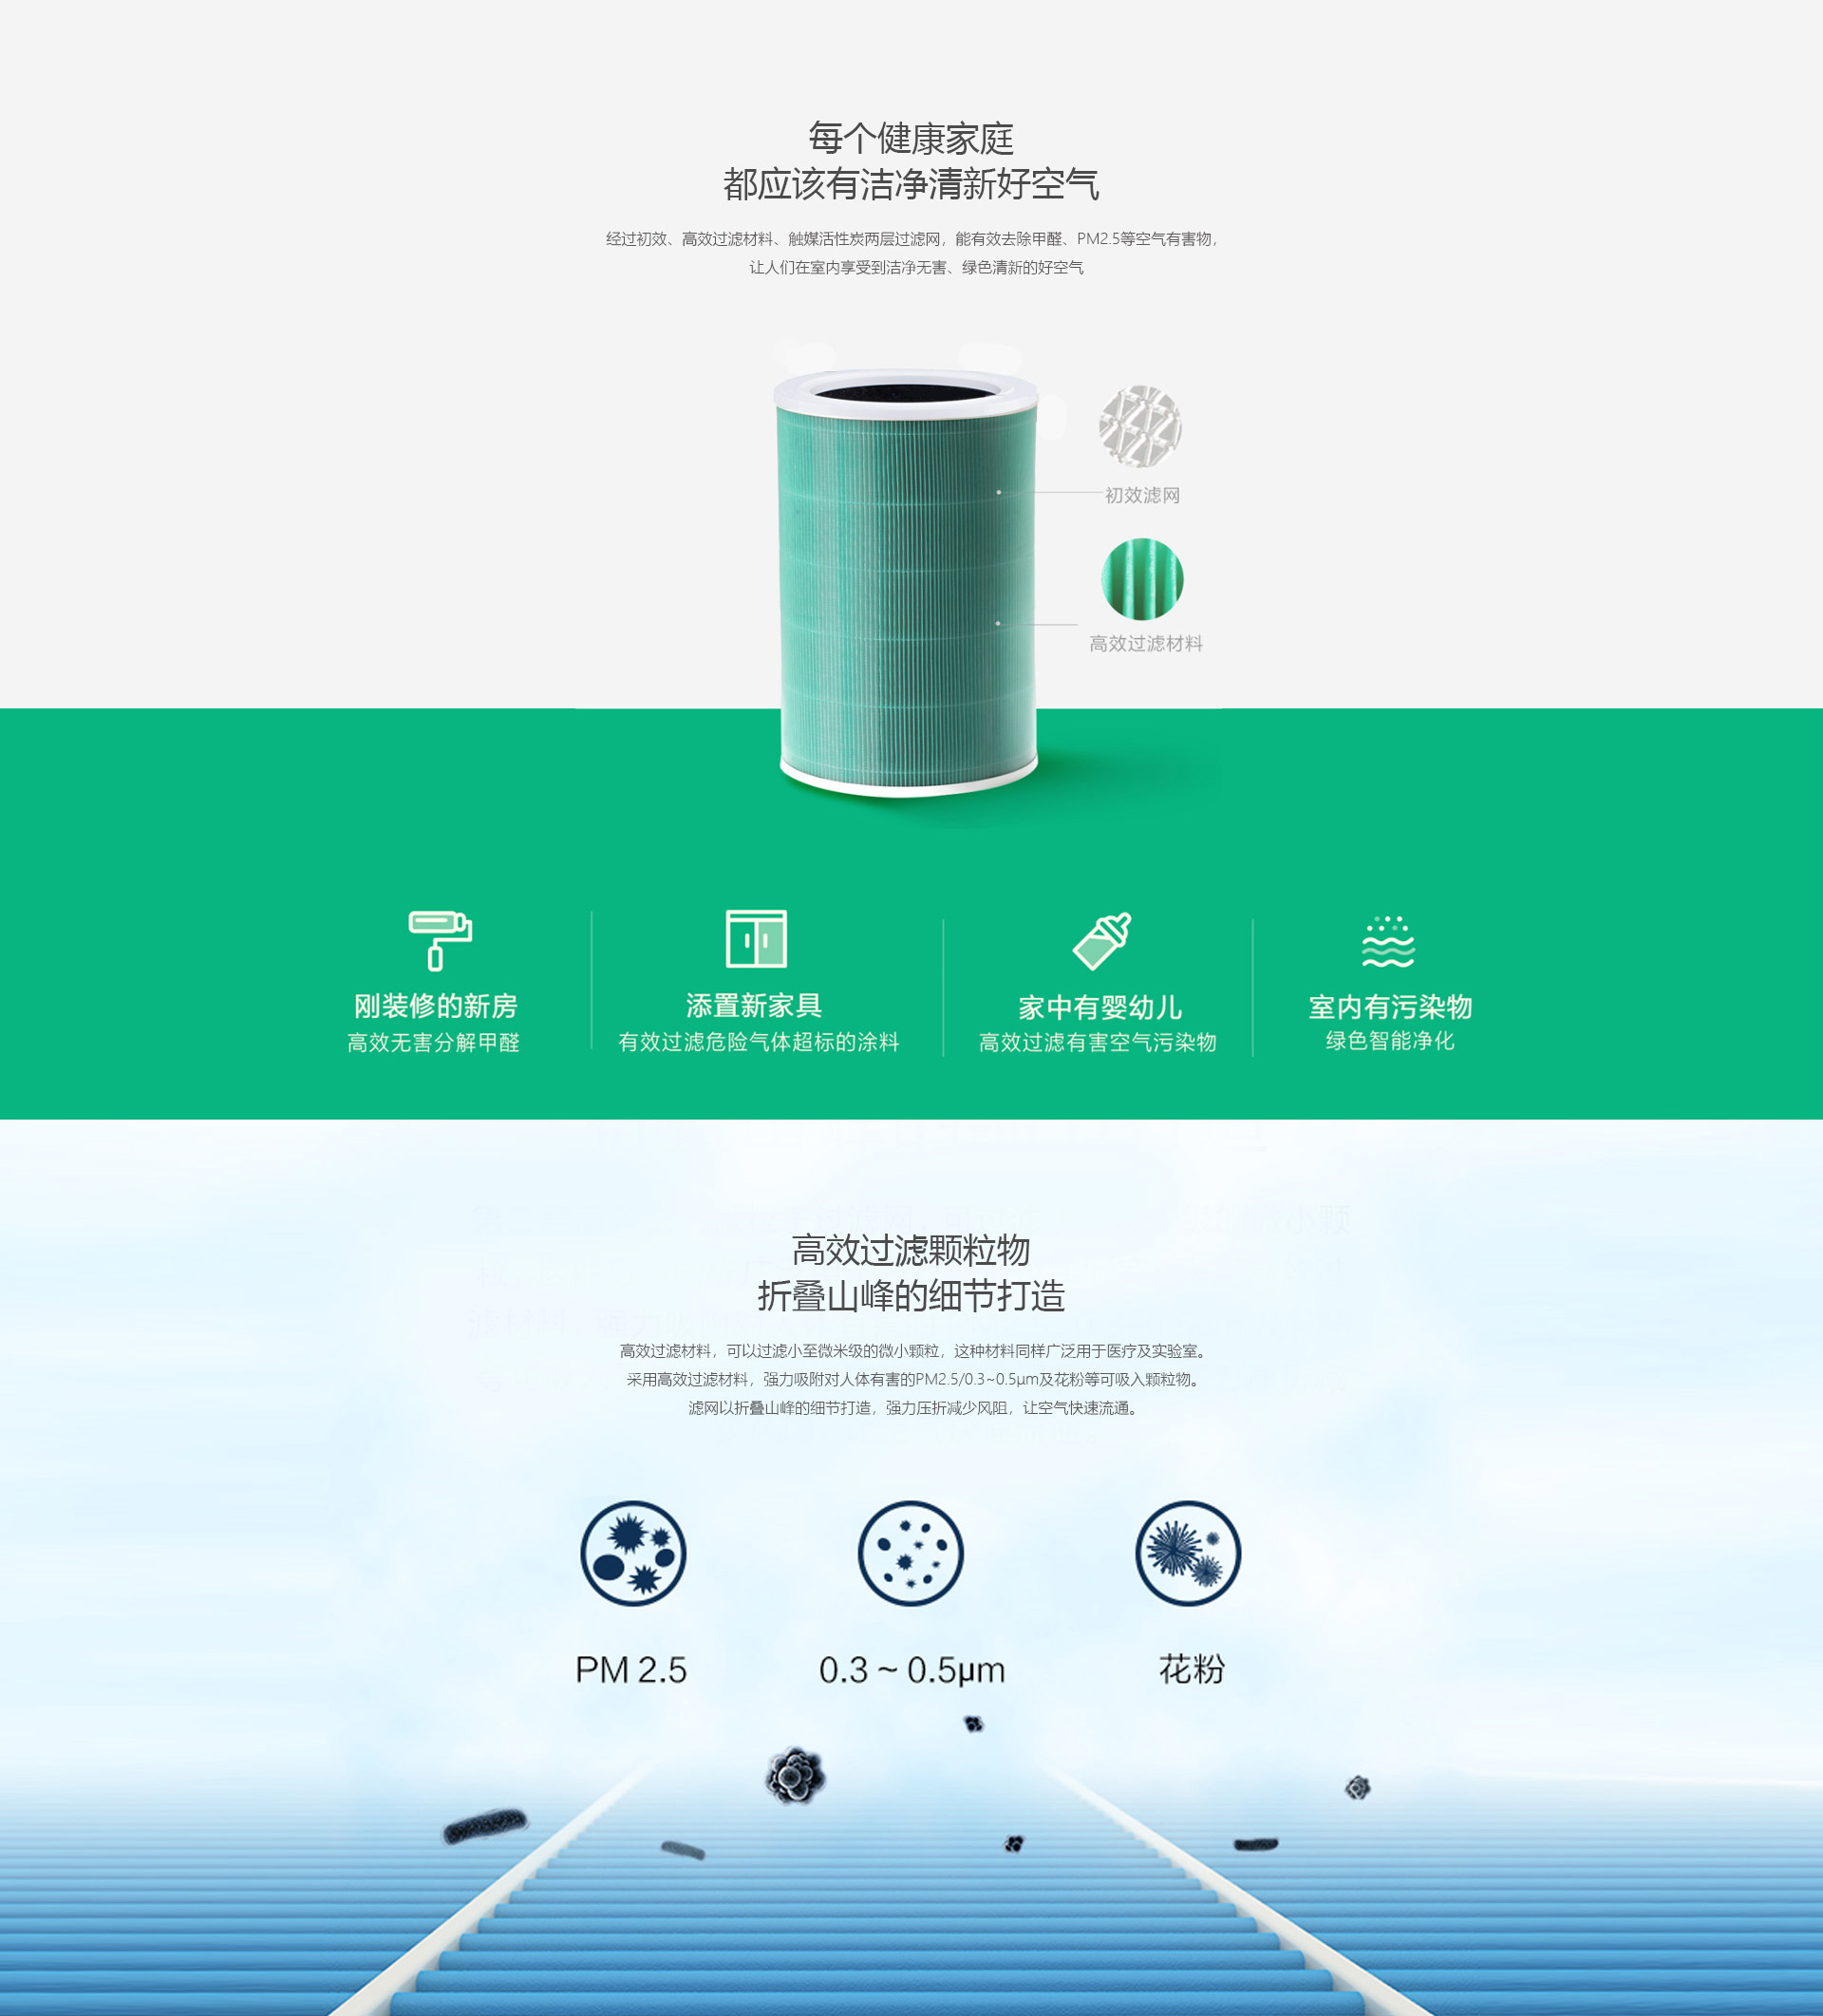 每个健康家庭
都应该有洁净清新好空气
经过初效、高效过滤材料、触媒活性炭两层过滤网，能有效去除甲醛、PM2.5等空气有害物，
让人们在室内享受到洁净无害、绿色清新的好空气
初效滤网
高效过滤材料
刚装修的新房
高效无害分解甲醛
添置新家具
有效过滤危险气体超标的涂料
家中有婴幼儿
高效过滤有害空气污染物
室内有污染物
绿色智能净化
高效过滤颗粒物
折叠山峰的细节打造
高效过滤材料，可以过滤小至微米级的微小颗粒，这种材料同样广泛用于医疗及实验室。
采用高效过滤材料，强力吸附对人体有害的PM2.5/0.3~0.5μm及花粉等可吸入颗粒物。
滤网以折叠山峰的细节打造，强力压折减少风阻，让空气快速流通。
PM 2.5
0.3 ~ 0.5μm
花粉